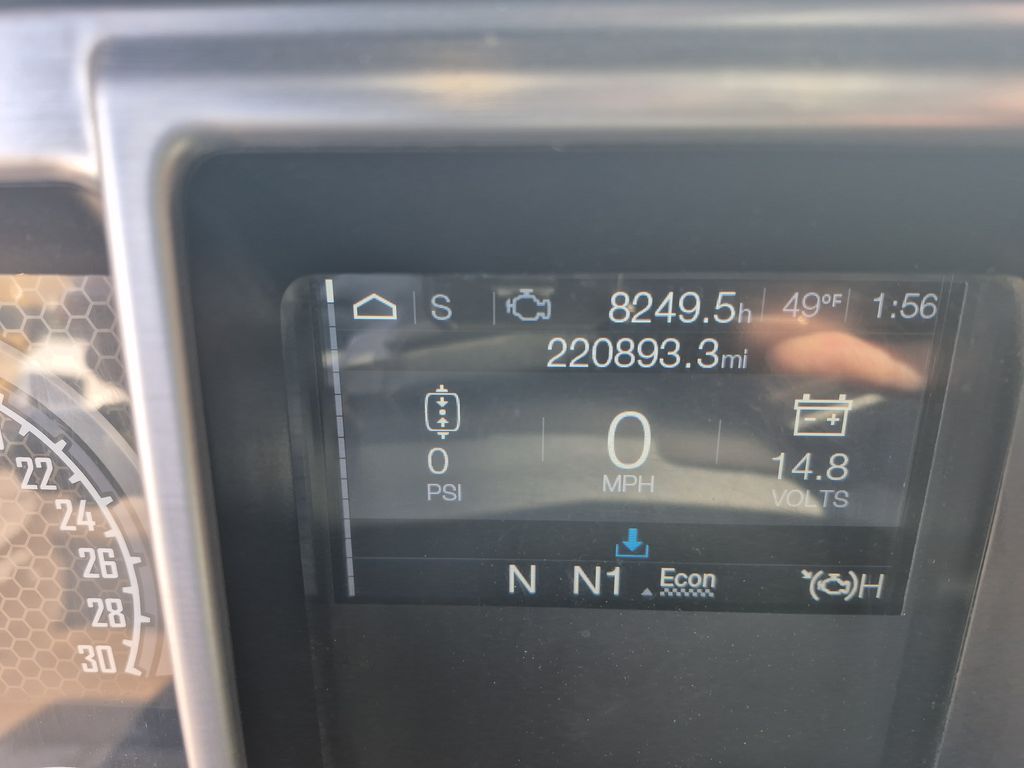 S 8249.5h 49°F 1:56
220893.3mi
0 PSI
0 MPH
14.8 VOLTS
N N1 Econ H
22
24
26
28
30